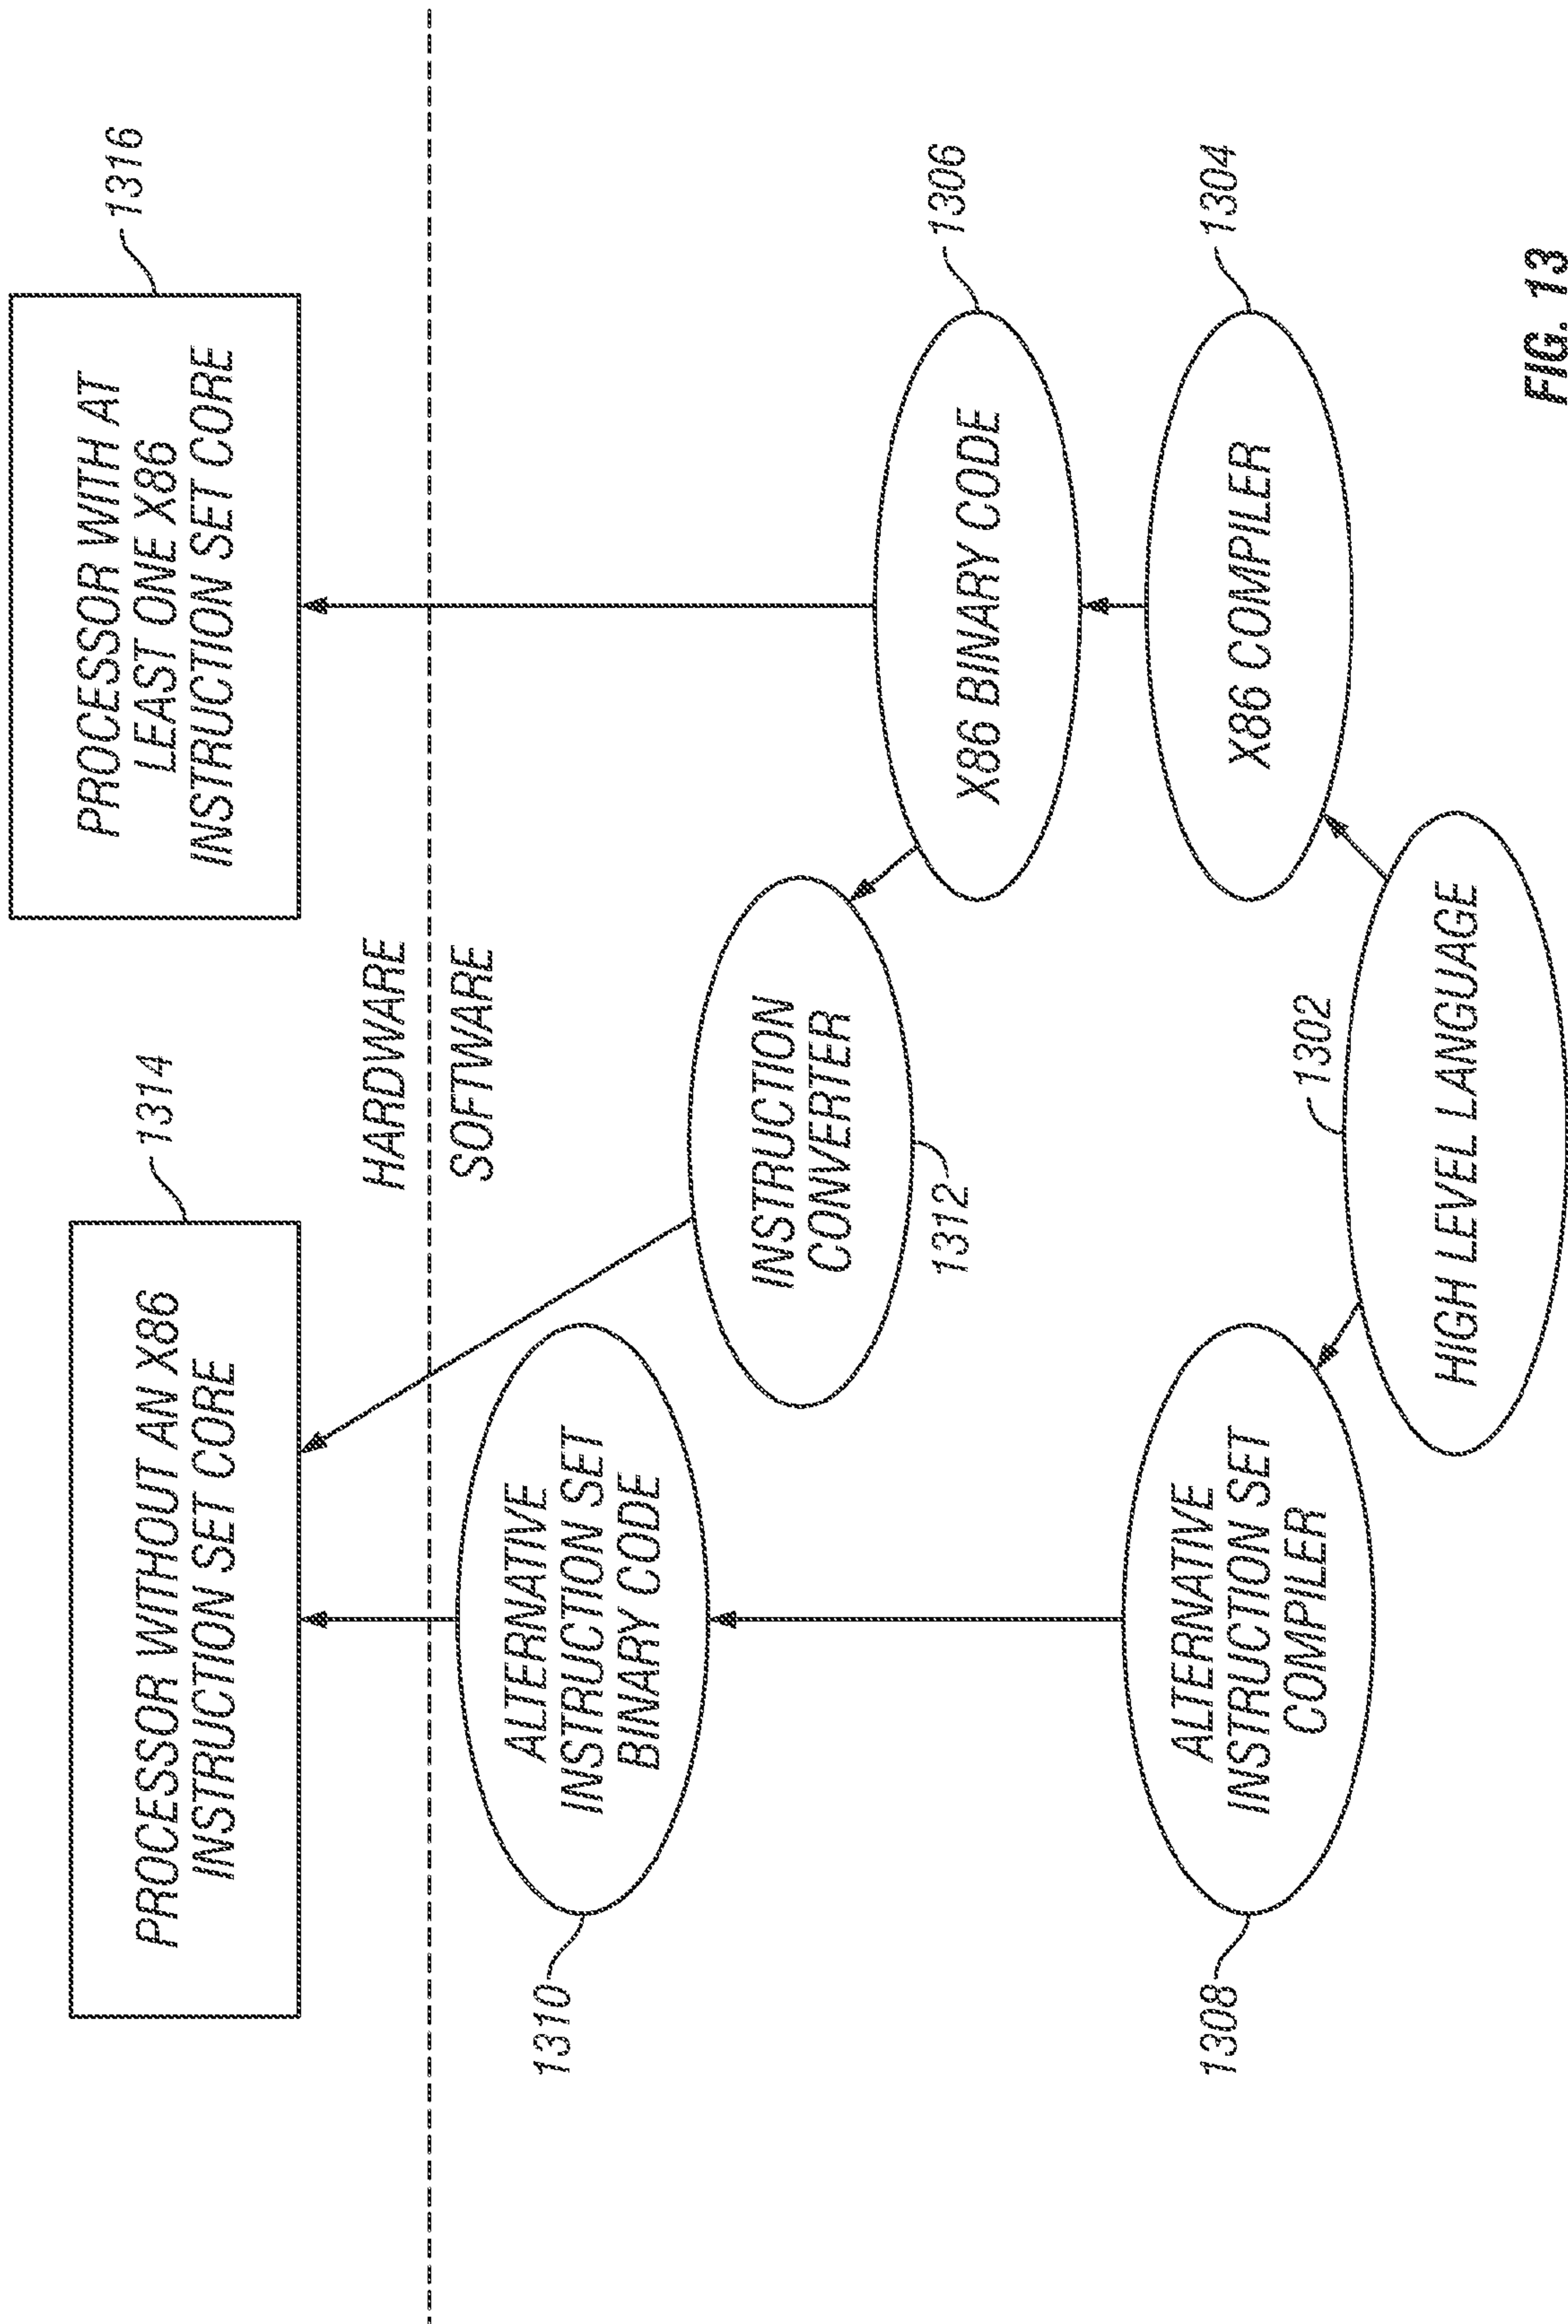 PROCESSOR WITHOUT AN X86
INSTRUCTION SET CORE
1314
PROCESSOR WITH AT
LEAST ONE X86
INSTRUCTION SET CORE
1316
HARDWARE
SOFTWARE
1310
ALTERNATIVE
INSTRUCTION SET
BINARY CODE
INSTRUCTION
CONVERTER
1312
X86 BINARY CODE
1306
1308
ALTERNATIVE
INSTRUCTION SET
COMPILER
X86 COMPILER
1304
1302
HIGH LEVEL LANGUAGE
FIG. 13